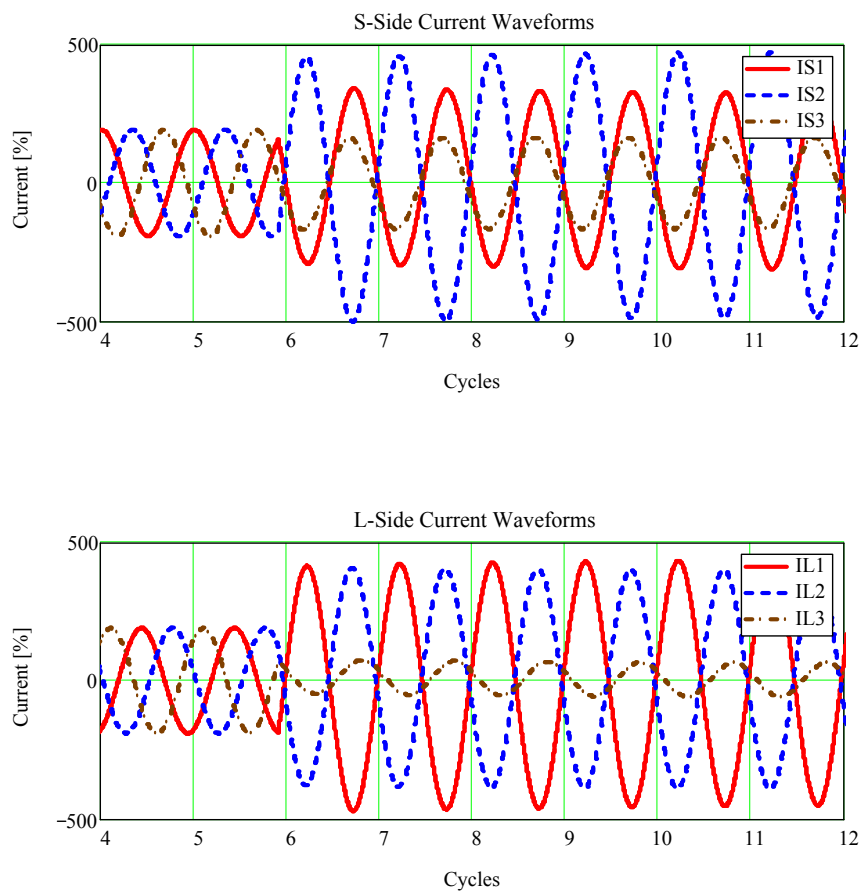 S-Side Current Waveforms
500
IS1
IS2
IS3
Current [%]
0
−500
4 5 6 7 8 9 10 11 12
Cycles
L-Side Current Waveforms
500
IL1
IL2
IL3
Current [%]
0
−500
4 5 6 7 8 9 10 11 12
Cycles